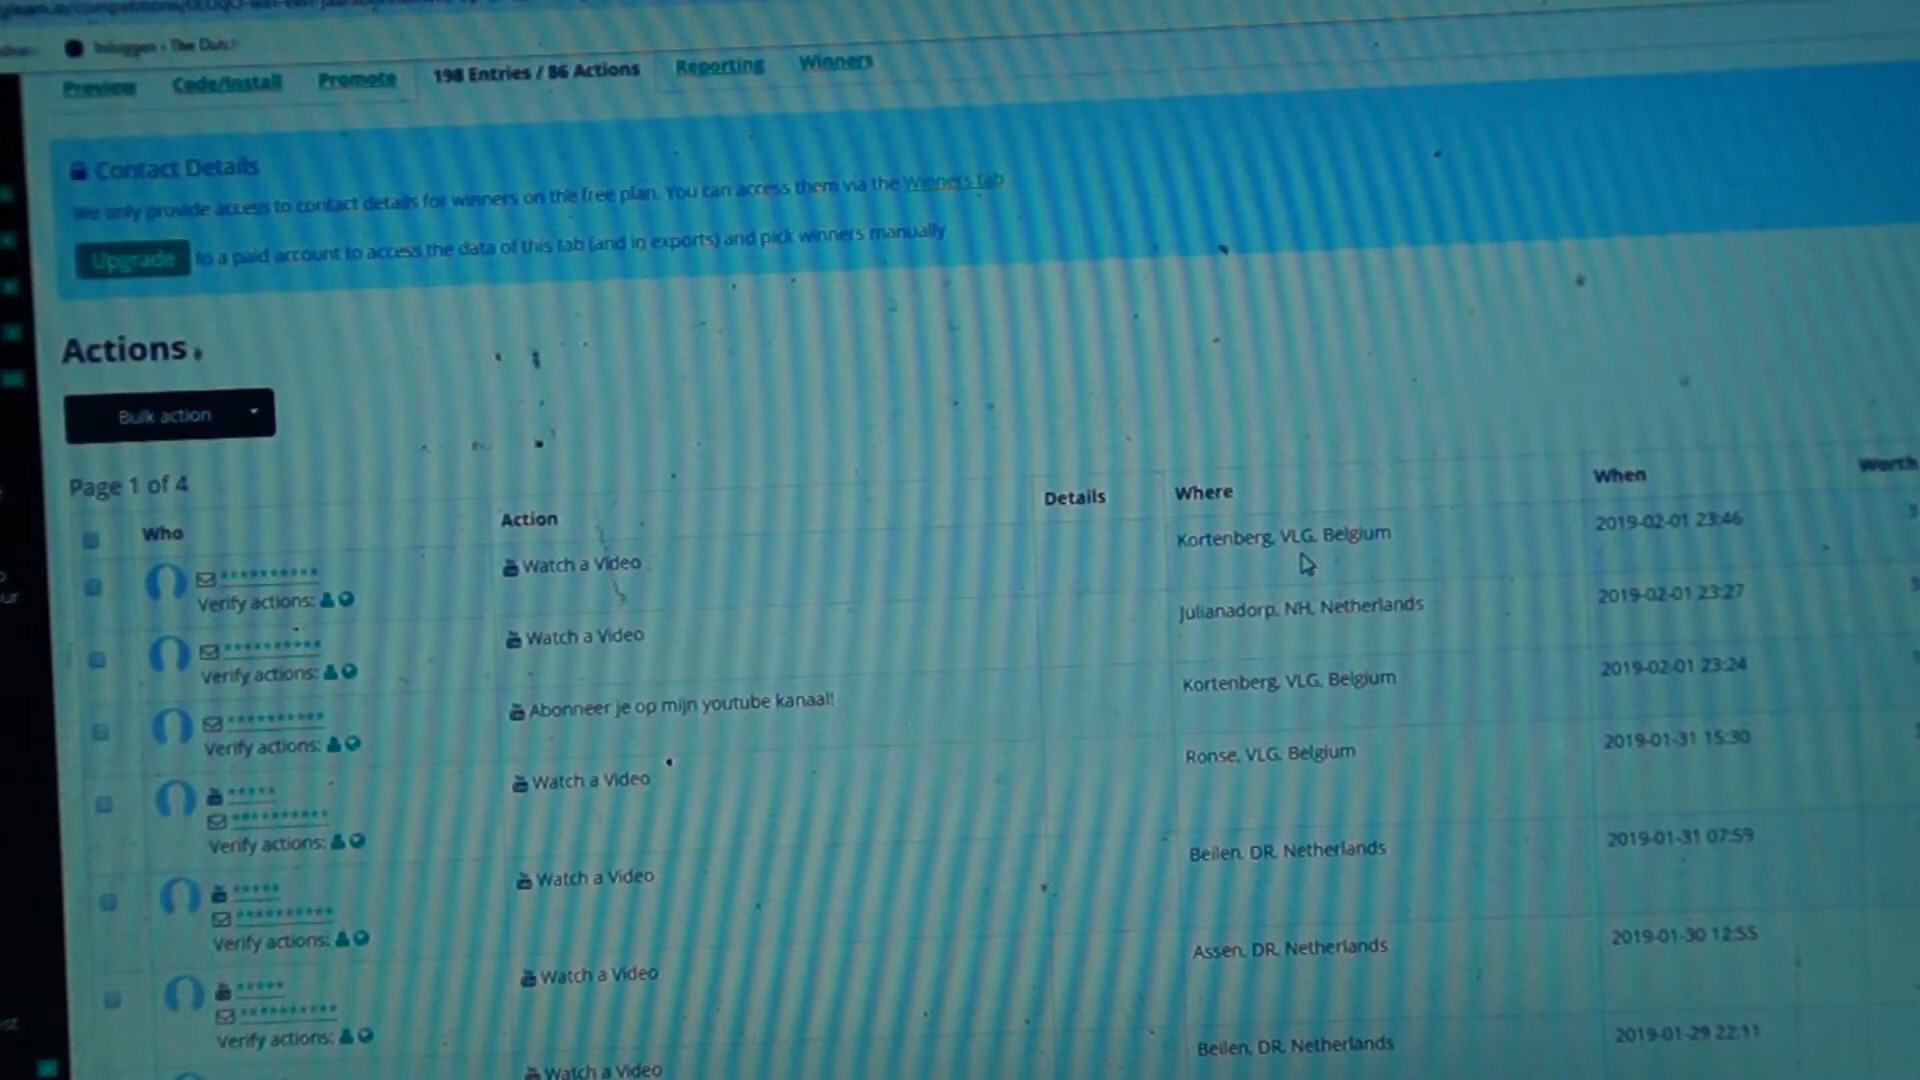 Inloggen - The Dutch
Preview Code/Install Promote 198 Entries / 86 Actions Reporting Winners
Contact Details
We only provide access to contact details for winners on the free plan. You can access them via the Winners tab
Upgrade to a paid account to access the data of this tab (and in exports) and pick winners manually
Actions
Bulk action
Page 1 of 4
Who Action Details Where When Worth
********** Watch a Video Kortenberg, VLG, Belgium 2019-02-01 23:46
Verify actions:
********** Watch a Video Julianadorp, NH, Netherlands 2019-02-01 23:27
Verify actions:
********** Abonneer je op mijn youtube kanaal! Kortenberg, VLG, Belgium 2019-02-01 23:24
Verify actions:
***** Watch a Video Ronse, VLG, Belgium 2019-01-31 15:30
**********
Verify actions:
***** Watch a Video Beilen, DR, Netherlands 2019-01-31 07:59
**********
Verify actions:
***** Watch a Video Assen, DR, Netherlands 2019-01-30 12:55
**********
Verify actions:
Watch a Video Beilen, DR, Netherlands 2019-01-29 22:11